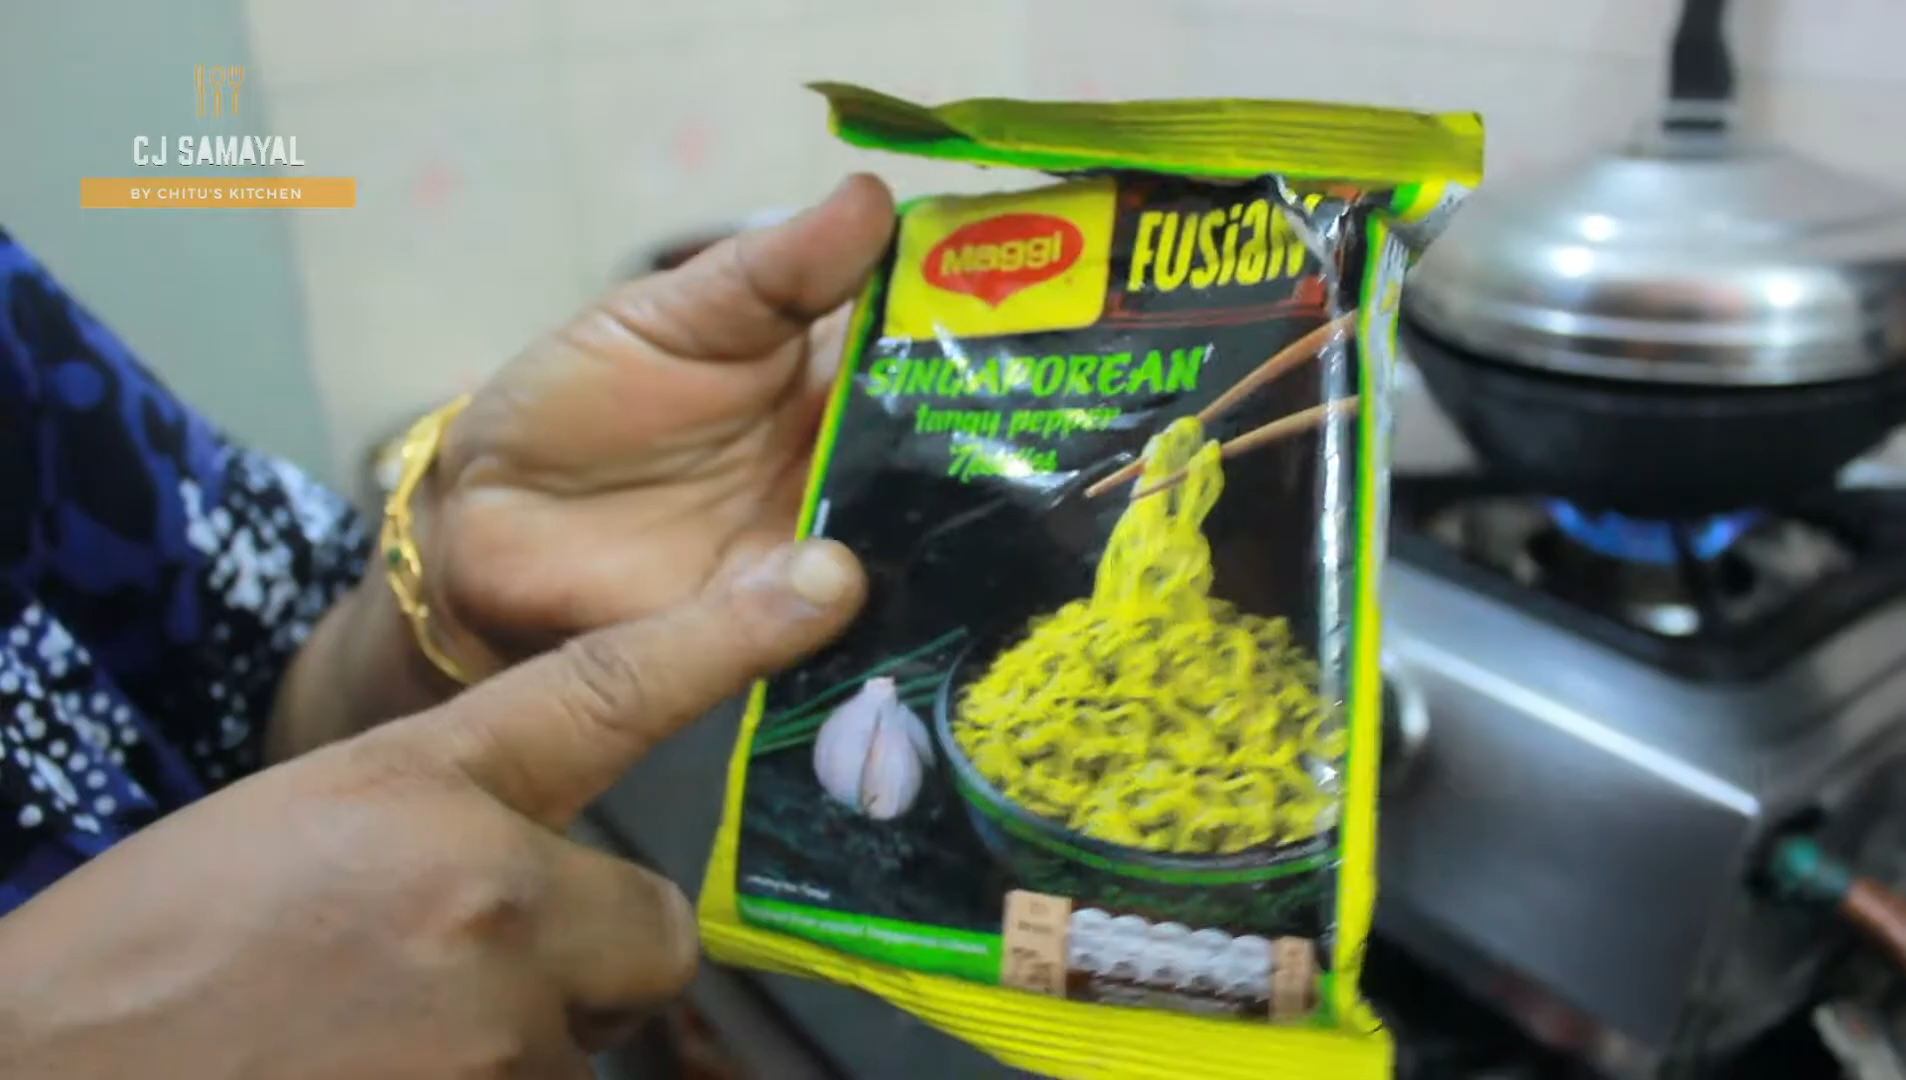 CJ SAMAYAL
BY CHITU'S KITCHEN
Maggi
FUSian
SINGAPOREAN
tangy pepper
Noodles